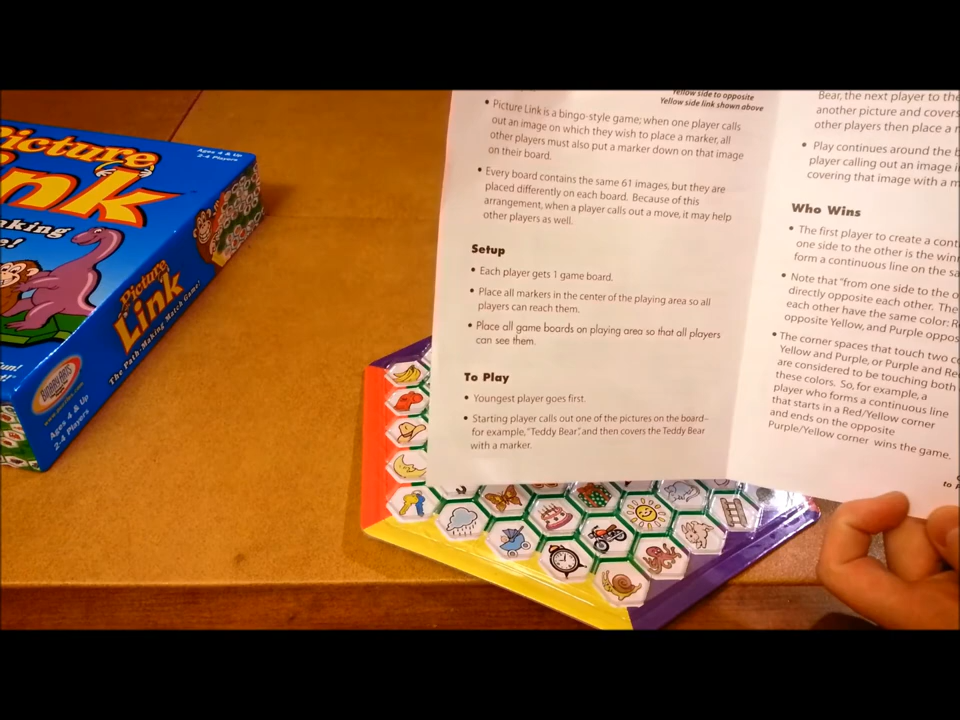 Picture
Link
aking
e!
Ages 4 & Up
2-4 Players
Picture
Link
The Path-Making Match Game!
Ages 4 & Up
2-4 Players
Yellow side to opposite
Yellow side link shown above
• Picture Link is a bingo-style game; when one player calls
out an image on which they wish to place a marker, all
other players must also put a marker down on that image
on their board.
• Every board contains the same 61 images, but they are
placed differently on each board. Because of this
arrangement, when a player calls out a move, it may help
other players as well.
Setup
• Each player gets 1 game board.
• Place all markers in the center of the playing area so all
players can reach them.
• Place all game boards on playing area so that all players
can see them.
To Play
• Youngest player goes first.
• Starting player calls out one of the pictures on the board–
for example, "Teddy Bear", and then covers the Teddy Bear
with a marker.
Bear, the next player to the
another picture and covers
other players then place a
• Play continues around the b
player calling out an image i
covering that image with a m
Who Wins
• The first player to create a cont
one side to the other is the win
form a continuous line on the sa
• Note that "from one side to the o
directly opposite each other. The
each other have the same color: R
opposite Yellow, and Purple oppos
• The corner spaces that touch two co
Yellow and Purple, or Purple and Re
are considered to be touching both
these colors. So, for example, a
player who forms a continuous line
that starts in a Red/Yellow corner
and ends on the opposite
Purple/Yellow corner wins the game.
to